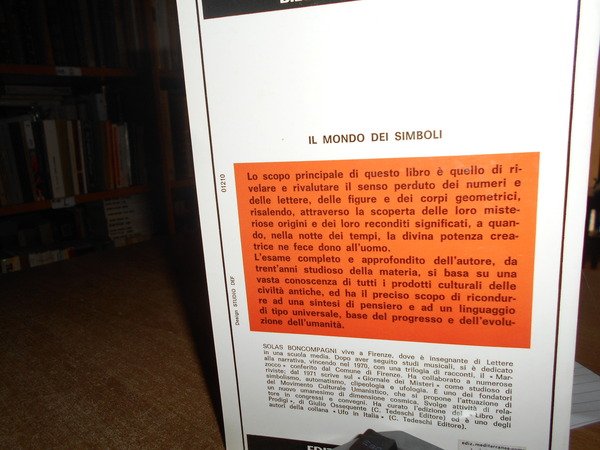 IL MONDO DEI SIMBOLI
Lo scopo principale di questo libro è quello di ri-
velare e rivalutare il senso perduto dei numeri e
delle lettere, delle figure e dei corpi geometrici,
risalendo, attraverso la scoperta delle loro miste-
riose origini e dei loro reconditi significati, a quan-
do, nella notte dei tempi, la divina potenza crea-
trice ne fece dono all'uomo.
L'esame completo e approfondito dell'autore, da
trent'anni studioso della materia, si basa su una
vasta conoscenza di tutti i prodotti culturali delle
civiltà antiche, ed ha il preciso scopo di ricondur-
re ad una sintesi di pensiero e ad un linguaggio
di tipo universale, base del progresso e dell'evolu-
zione dell'umanità.
01210
Design STUDIO DEF.
SOLAS BONCOMPAGNI vive a Firenze, dove è insegnante di Lettere
in una scuola media. Dopo aver seguito studi musicali, si è dedicato
alla narrativa, vincendo nel 1970, con una trilogia di racconti, il « Mar-
zocco » conferito dal Comune di Firenze. Ha collaborato a numerose
riviste; dal 1971 scrive sul « Giornale dei Misteri » come studioso di
simbolismo, automatismo, clipeologia e ufologia. E uno dei fondatori
del Movimento Culturale Umanistico, che si propone l'attuazione di
un nuovo umanesimo di dimensione cosmica. Svolge attività di rela-
tore in congressi e convegni. Ha curato l'edizione del « Libro dei
Prodigi », di Giulio Ossequente (C. Tedeschi Editore) ed è uno degli
autori della collana « Ufo in Italia » (C. Tedeschi Editore).